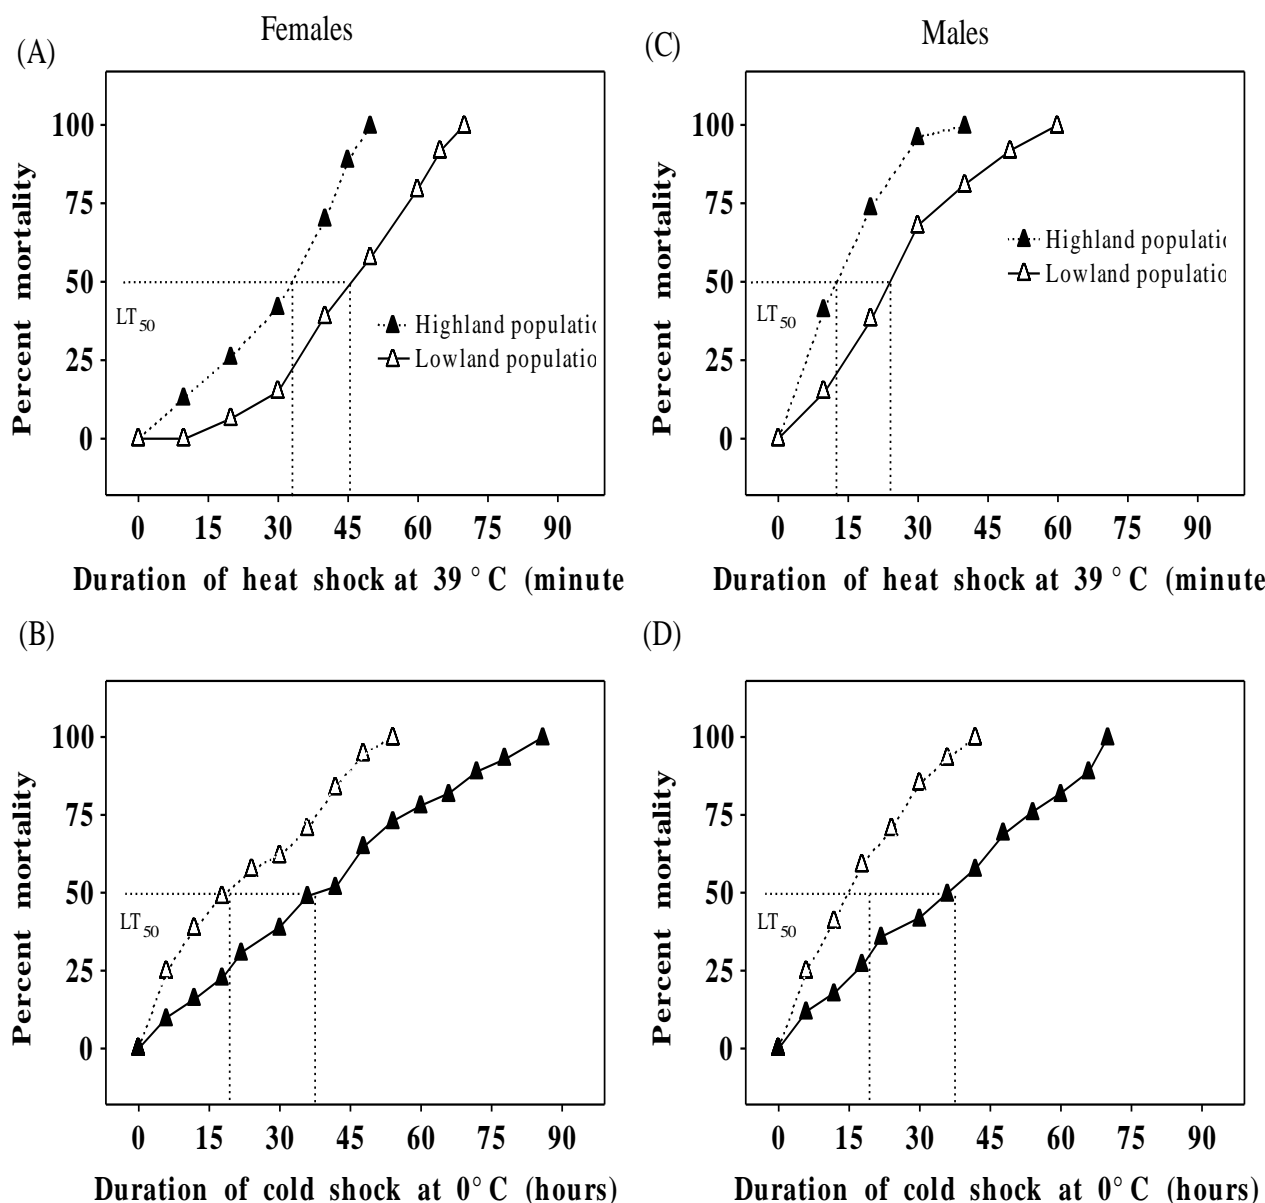 Females
Males
(A)
(C)
100
75
50
25
0
Percent mortality
LT50
Highland populatio
Lowland populatio
0 15 30 45 60 75 90
Duration of heat shock at 39°C (minute
100
75
50
25
0
Percent mortality
LT50
Highland populatio
Lowland populatio
0 15 30 45 60 75 90
Duration of heat shock at 39°C (minute
(B)
(D)
100
75
50
25
0
Percent mortality
LT50
0 15 30 45 60 75 90
Duration of cold shock at 0°C (hours)
100
75
50
25
0
Percent mortality
LT50
0 15 30 45 60 75 90
Duration of cold shock at 0°C (hours)